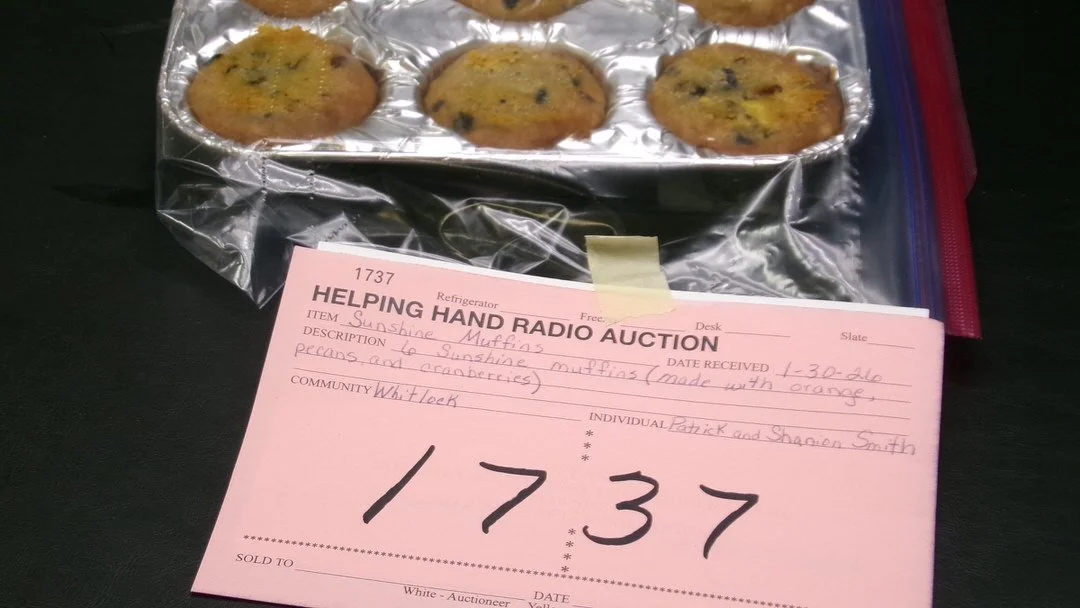 1737
Refrigerator Free Desk Slate
HELPING HAND RADIO AUCTION
ITEM Sunshine Muffins DATE RECEIVED 1-30-26
DESCRIPTION 6 Sunshine muffins (made with orange,
pecans and cranberries)
COMMUNITY Whitlock INDIVIDUAL Patrick and Shannon Smith
*
*
*
1737
*
*
*
*
SOLD TO DATE
White - Auctioneer